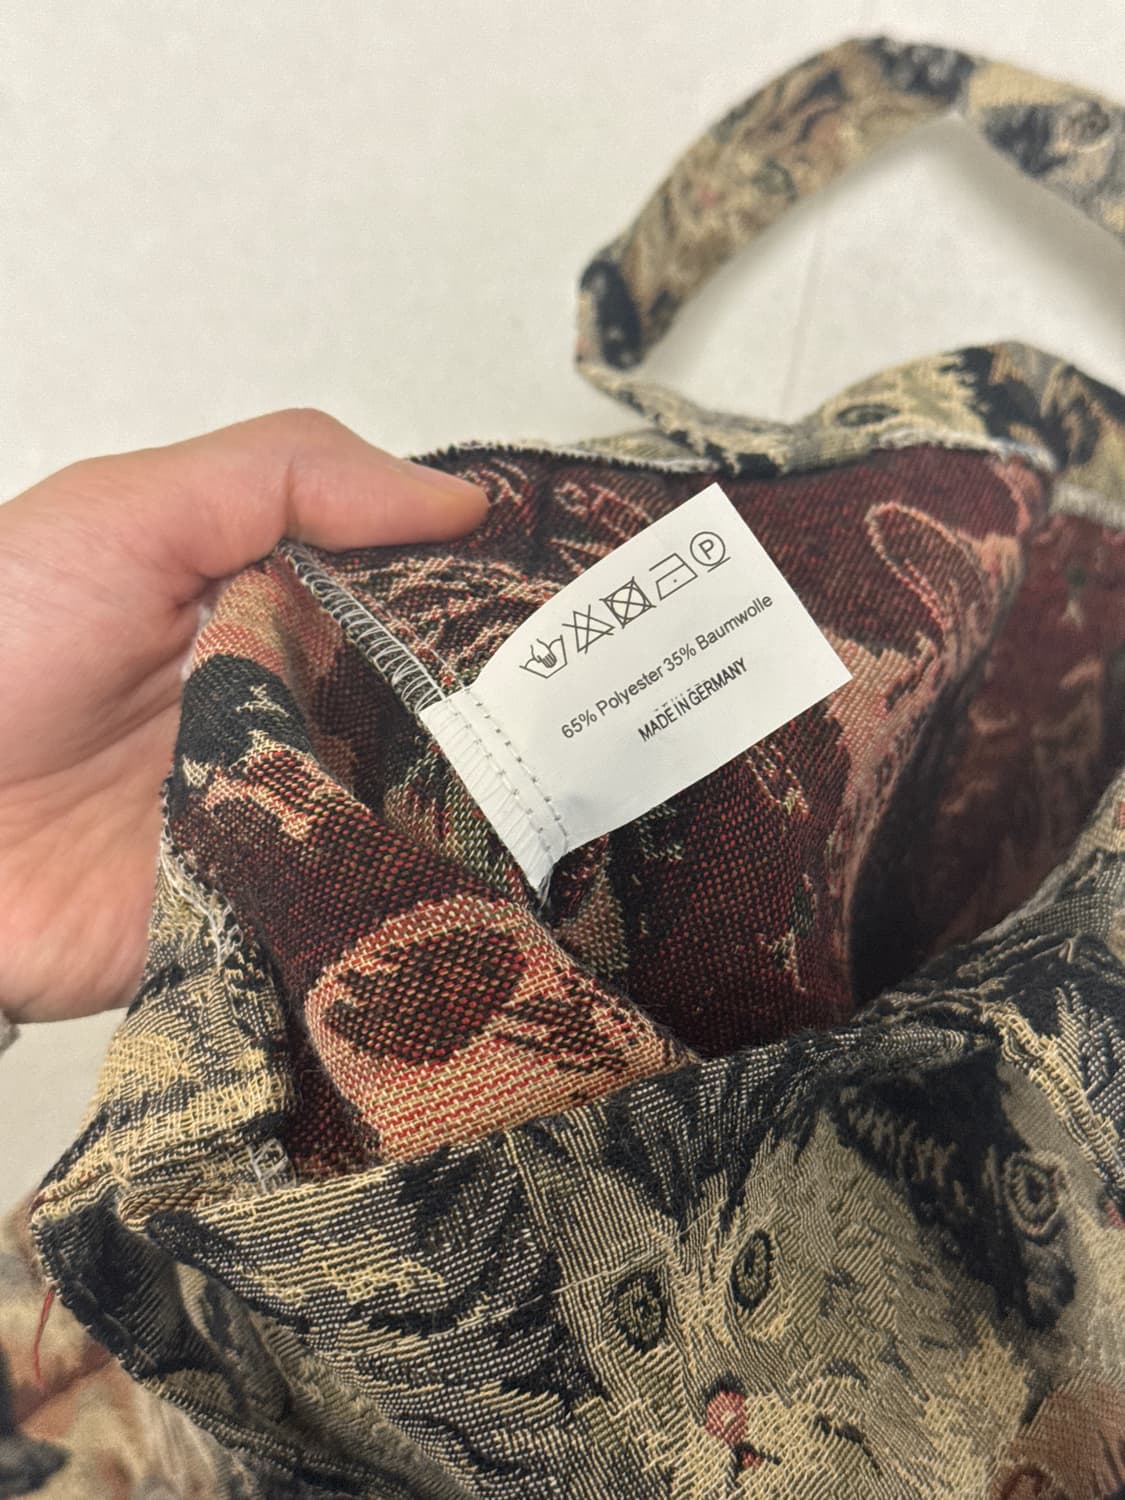 P
65% Polyester 35% Baumwolle
MADE IN GERMANY